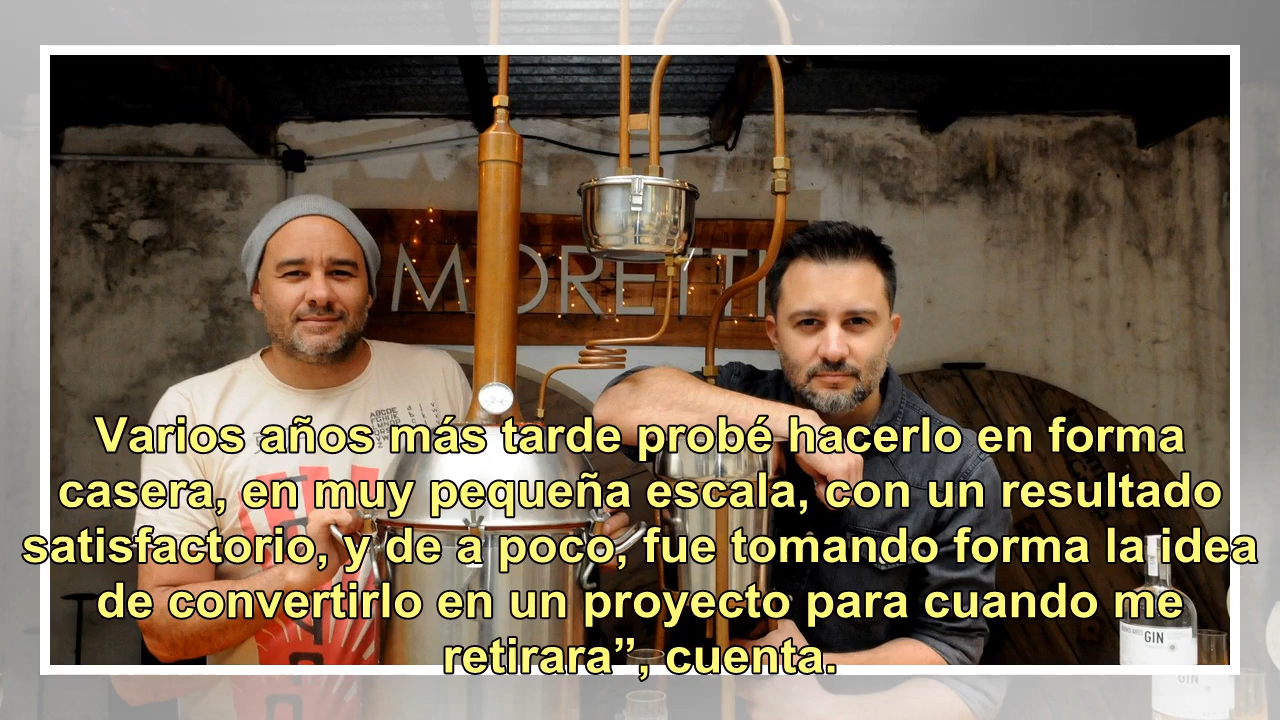 MORETTI
Varios años más tarde probé hacerlo en forma
casera, en muy pequeña escala, con un resultado
satisfactorio, y de a poco, fue tomando forma la idea
de convertirlo en un proyecto para cuando me
retirara”, cuenta.
GIN
GIN